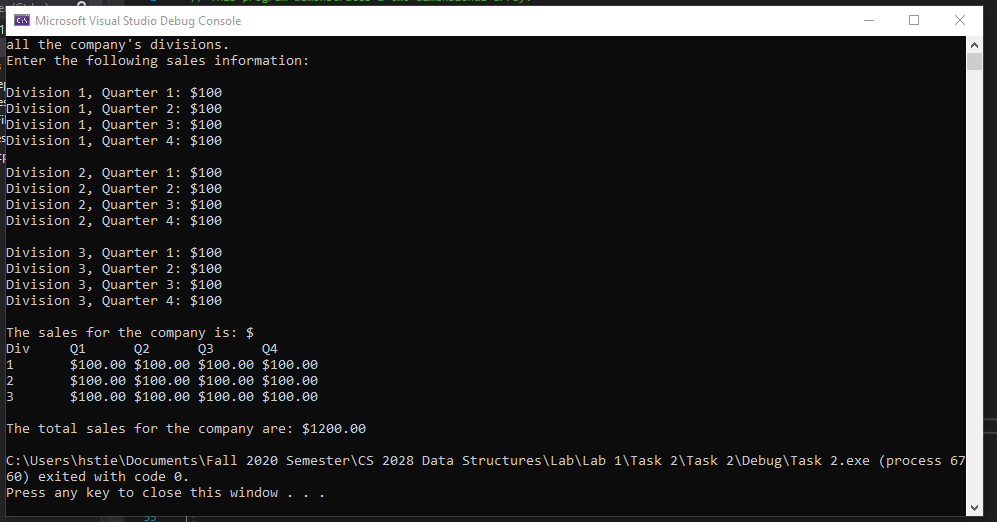 Microsoft Visual Studio Debug Console
all the company's divisions.
Enter the following sales information:
Division 1, Quarter 1: $100
Division 1, Quarter 2: $100
Division 1, Quarter 3: $100
Division 1, Quarter 4: $100
Division 2, Quarter 1: $100
Division 2, Quarter 2: $100
Division 2, Quarter 3: $100
Division 2, Quarter 4: $100
Division 3, Quarter 1: $100
Division 3, Quarter 2: $100
Division 3, Quarter 3: $100
Division 3, Quarter 4: $100
The sales for the company is: $
Div Q1 Q2 Q3 Q4
1 $100.00 $100.00 $100.00 $100.00
2 $100.00 $100.00 $100.00 $100.00
3 $100.00 $100.00 $100.00 $100.00
The total sales for the company are: $1200.00
C:\Users\hstie\Documents\Fall 2020 Semester\CS 2028 Data Structures\Lab\Lab 1\Task 2\Task 2\Debug\Task 2.exe (process 67
60) exited with code 0.
Press any key to close this window . . .